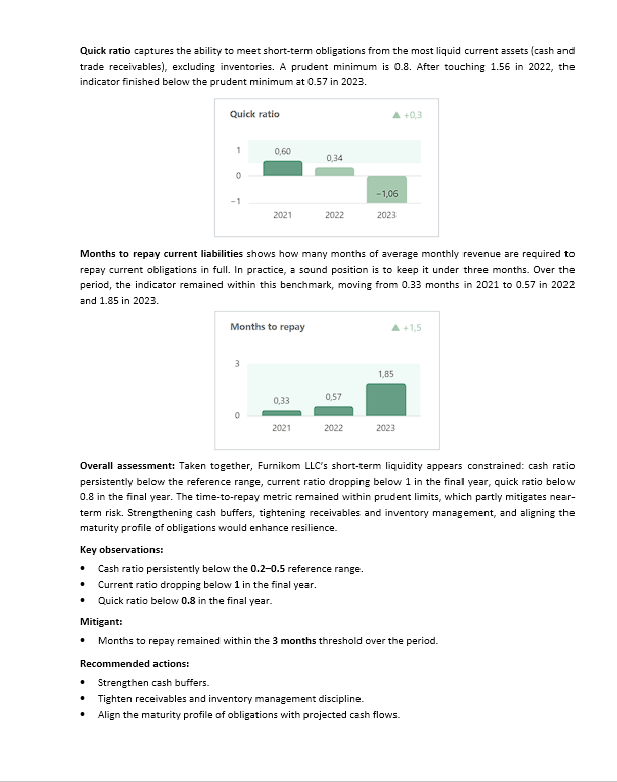 Quick ratio captures the ability to meet short-term obligations from the most liquid current assets (cash and
trade receivables), excluding inventories. A prudent minimum is 0.8. After touching 1.56 in 2022, the
indicator finished below the prudent minimum at 0.57 in 2023.
Quick ratio ▲ +0,3
1
0,60
0,34
0
-1,06
-1
2021 2022 2023
Months to repay current liabilities shows how many months of average monthly revenue are required to
repay current obligations in full. In practice, a sound position is to keep it under three months. Over the
period, the indicator remained within this benchmark, moving from 0.33 months in 2021 to 0.57 in 2022
and 1.85 in 2023.
Months to repay ▲ +1,5
3
1,85
0,57
0,33
0
2021 2022 2023
Overall assessment: Taken together, Furnikom LLC's short-term liquidity appears constrained: cash ratio
persistently below the reference range, current ratio dropping below 1 in the final year, quick ratio below
0.8 in the final year. The time-to-repay metric remained within prudent limits, which partly mitigates near-
term risk. Strengthening cash buffers, tightening receivables and inventory management, and aligning the
maturity profile of obligations would enhance resilience.
Key observations:
• Cash ratio persistently below the 0.2–0.5 reference range.
• Current ratio dropping below 1 in the final year.
• Quick ratio below 0.8 in the final year.
Mitigant:
• Months to repay remained within the 3 months threshold over the period.
Recommended actions:
• Strengthen cash buffers.
• Tighten receivables and inventory management discipline.
• Align the maturity profile of obligations with projected cash flows.